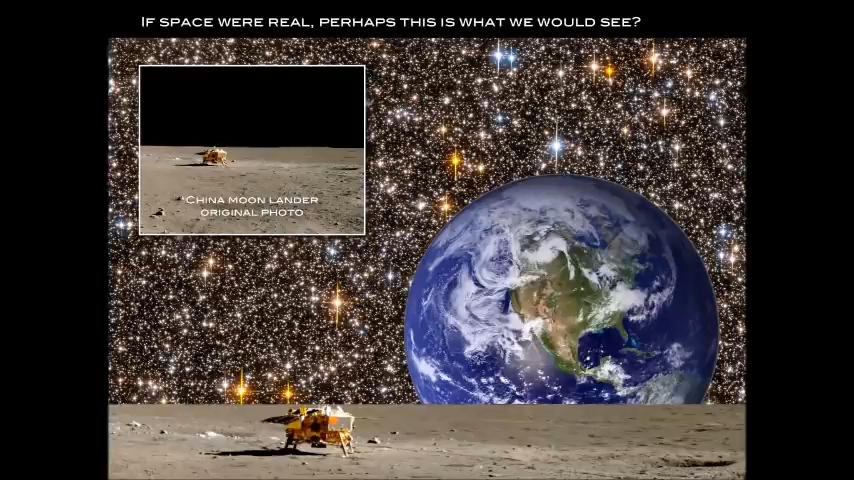 If space were real, perhaps this is what we would see?
*China moon lander
original photo